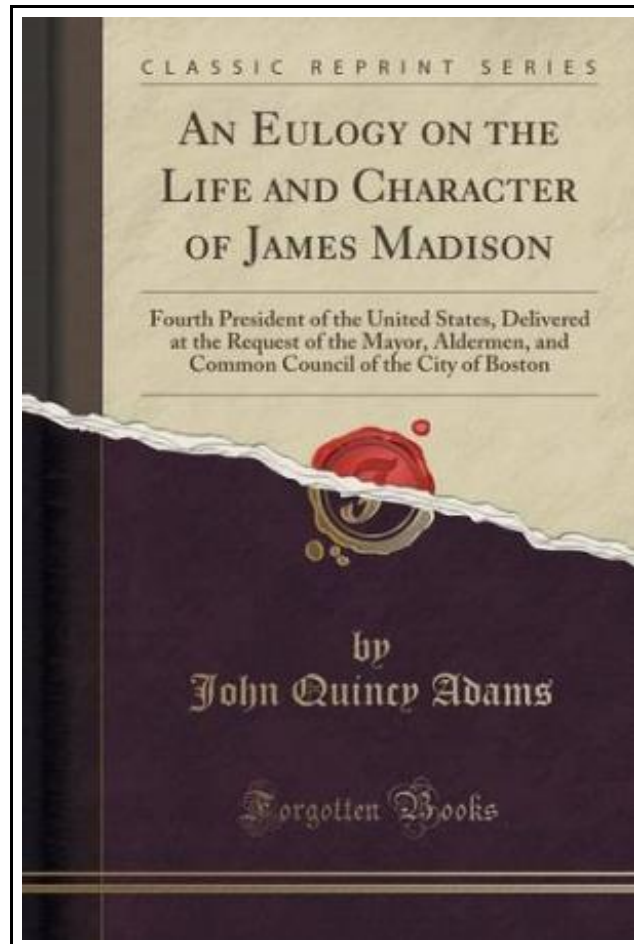 CLASSIC REPRINT SERIES
AN EULOGY ON THE
LIFE AND CHARACTER
OF JAMES MADISON
Fourth President of the United States, Delivered
at the Request of the Mayor, Aldermen, and
Common Council of the City of Boston
by
John Quincy Adams
Forgotten Books